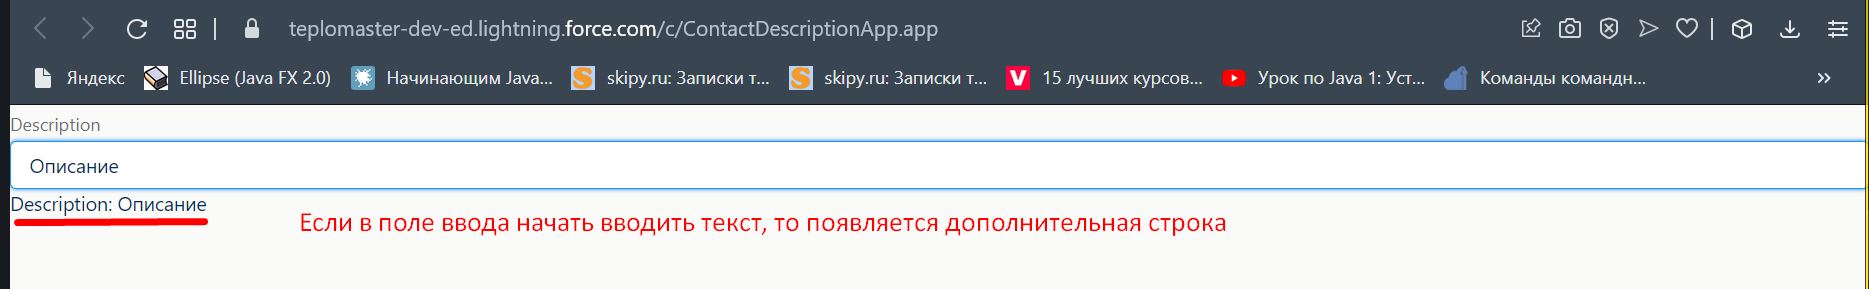 teplomaster-dev-ed.lightning.force.com/c/ContactDescriptionApp.app
Яндекс Ellipse (Java FX 2.0) Начинающим Java... skipy.ru: Записки т... skipy.ru: Записки т... 15 лучших курсов... Урок по Java 1: Уст... Команды командн...
Description
Описание
Description: Описание
Если в поле ввода начать вводить текст, то появляется дополнительная строка